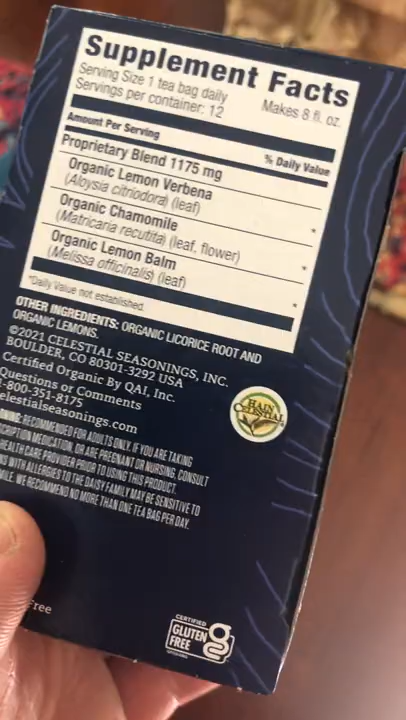 Supplement Facts
Serving Size 1 tea bag daily
Servings per container: 12 Makes 8 fl. oz.
Amount Per Serving % Daily Value
Proprietary Blend 1175 mg
Organic Lemon Verbena
(Aloysia citriodora) (leaf) *
Organic Chamomile
(Matricaria recutita) (leaf, flower) *
Organic Lemon Balm
(Melissa officinalis) (leaf) *
*Daily Value not established.
OTHER INGREDIENTS: ORGANIC LICORICE ROOT AND
ORGANIC LEMONS.
©2021 CELESTIAL SEASONINGS, INC.
BOULDER, CO 80301-3292 USA
Certified Organic By QAI, Inc.
Questions or Comments
1-800-351-8175
elestialseasonings.com
HAIN
CELESTIAL
NING: RECOMMENDED FOR ADULTS ONLY. IF YOU ARE TAKING
SCRIPTION MEDICATION, OR ARE PREGNANT OR NURSING, CONSULT
HEALTH CARE PROVIDER PRIOR TO USING THIS PRODUCT.
WITH ALLERGIES TO THE DAISY FAMILY MAY BE SENSITIVE TO
MILE. WE RECOMMEND NO MORE THAN ONE TEA BAG PER DAY.
Free
CERTIFIED
GLUTEN
FREE